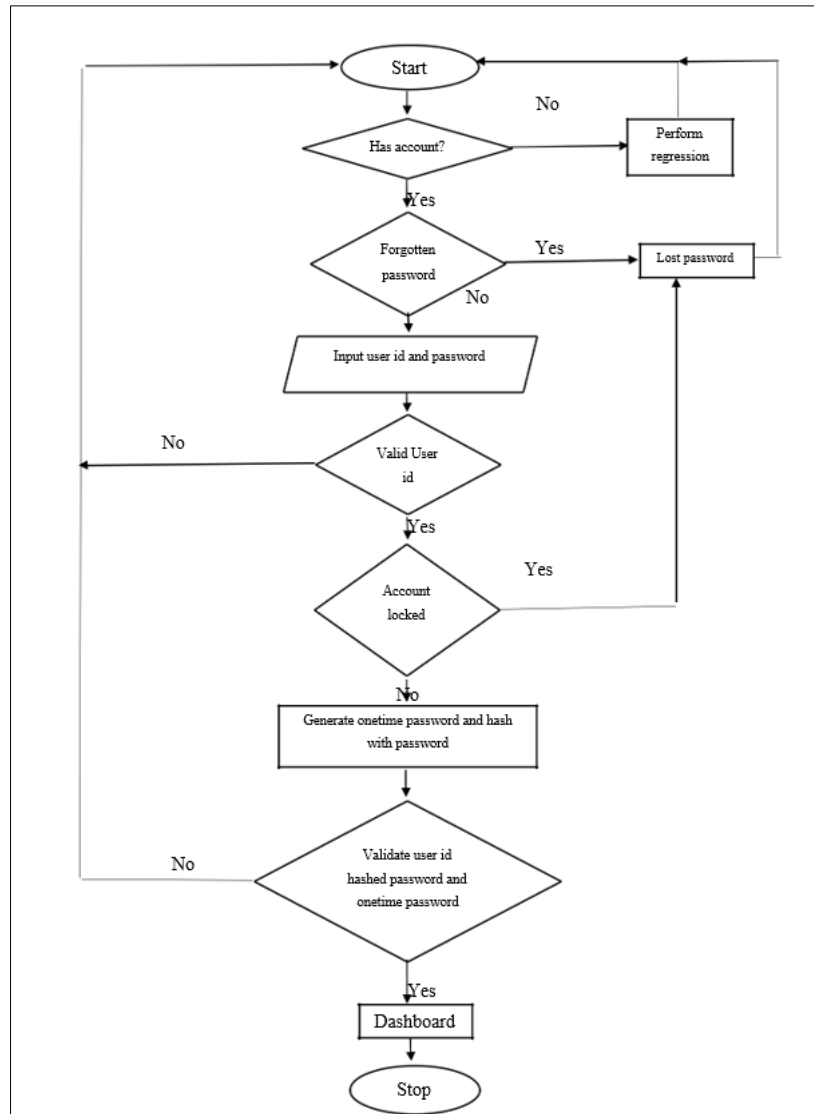 Start
No
Has account?
Perform
regression
Yes
Forgotten
password
Yes
Lost password
No
Input user id and password
No
Valid User
id
Yes
Account
locked
Yes
No
Generate onetime password and hash
with password
No
Validate user id
hashed password and
onetime password
Yes
Dashboard
Stop